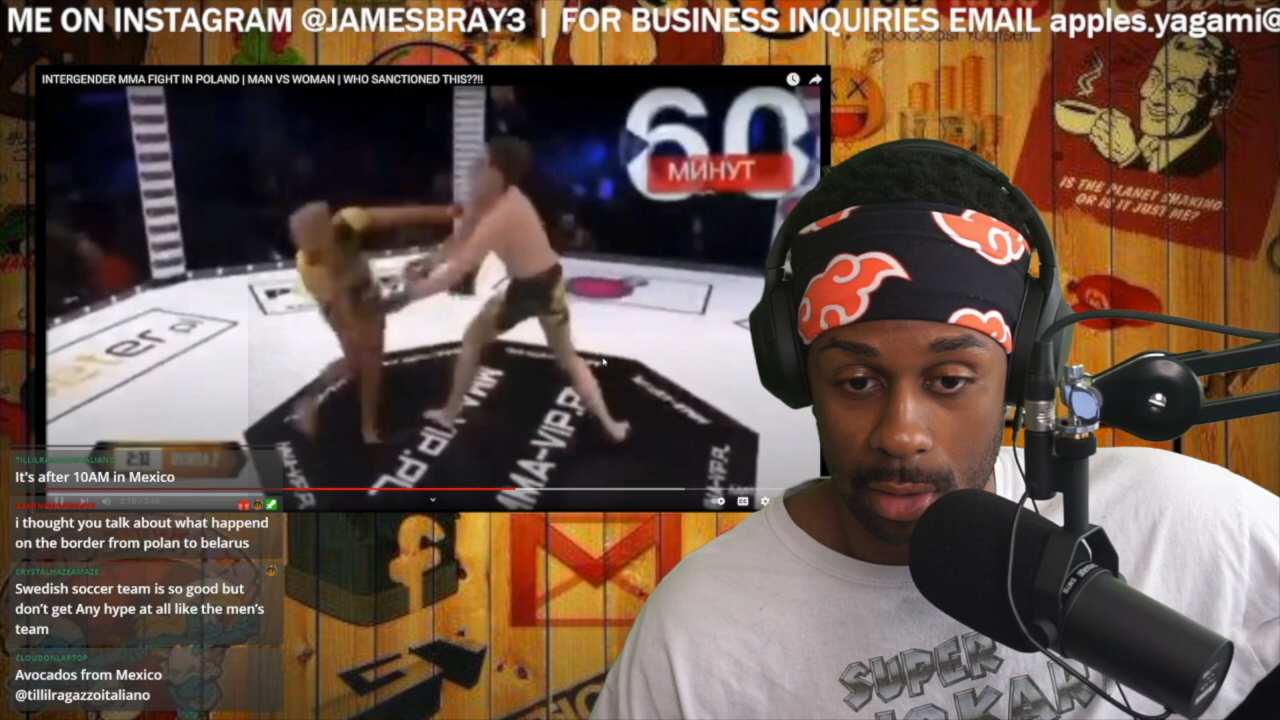 ME ON INSTAGRAM @JAMESBRAY3 | FOR BUSINESS INQUIRIES EMAIL apples.yagami@
INTERGENDER MMA FIGHT IN POLAND | MAN VS WOMAN | WHO SANCTIONED THIS??!!
60
МИНУТ
IS THE PLANET SHAKING
OR IS IT JUST ME?
MMA-VIP.PL
MMA-VIP.P
It's after 10AM in Mexico
i thought you talk about what happend
on the border from polan to belarus
CRYSTALHAZEAMAZE
Swedish soccer team is so good but
don't get Any hype at all like the men's
team
CLOUDONLAPTOP
Avocados from Mexico
@tillilragazzoitaliano
SUPER